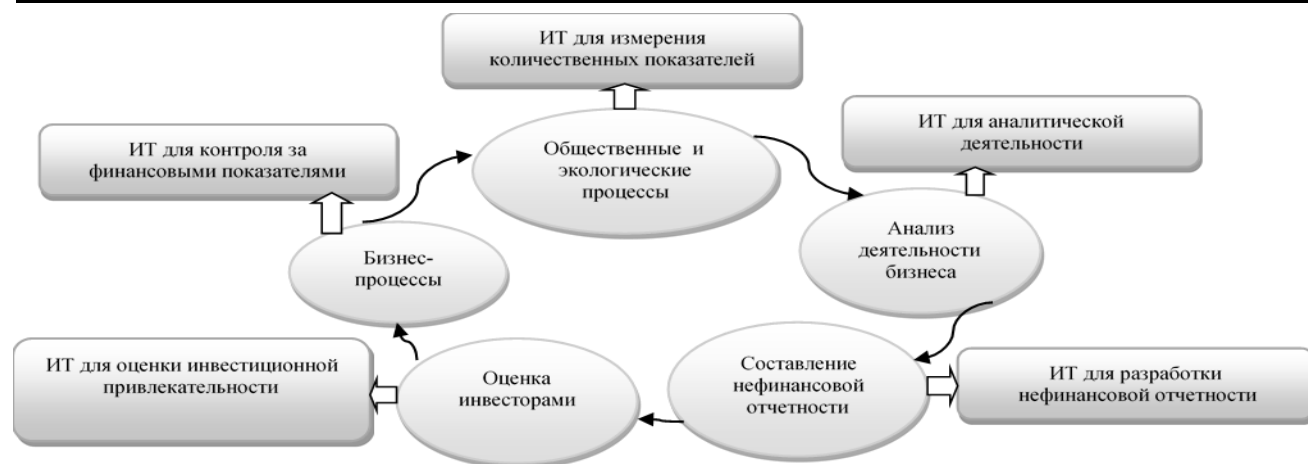 ИТ для измерения
количественных показателей
ИТ для контроля за
финансовыми показателями
Общественные и
экологические
процессы
ИТ для аналитической
деятельности
Бизнес-
процессы
Анализ
деятельности
бизнеса
ИТ для оценки инвестиционной
привлекательности
Оценка
инвесторами
Составление
нефинансовой
отчетности
ИТ для разработки
нефинансовой отчетности